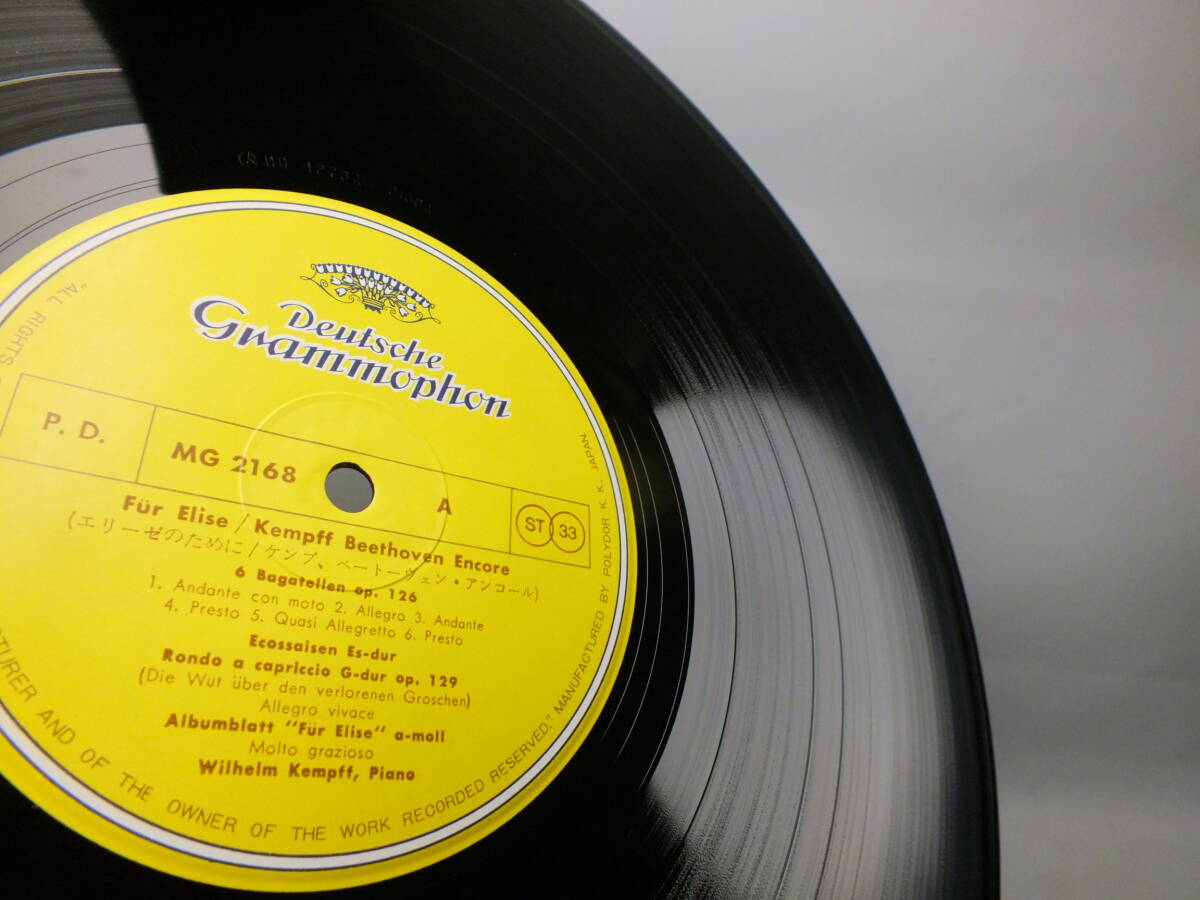 Deutsche
Grammophon
P. D.
MG 2168
A
ST 33
Für Elise / Kempff Beethoven Encore
(エリーゼのために / ケンプ、ベートーヴェン・アンコール)
6 Bagatellen op. 126
1. Andante con moto 2. Allegro 3. Andante
4. Presto 5. Quasi Allegretto 6. Presto
Ecossaisen Es-dur
Rondo a capriccio G-dur op. 129
(Die Wut über den verlorenen Groschen)
Allegro vivace
Albumblatt “Für Elise“ a-moll
Molto grazioso
Wilhelm Kempff, Piano
“ALL RIGHTS
AND OF THE OWNER OF THE WORK RECORDED RESERVED.” MANUFACTURED BY POLYDOR K. K., JAPAN.